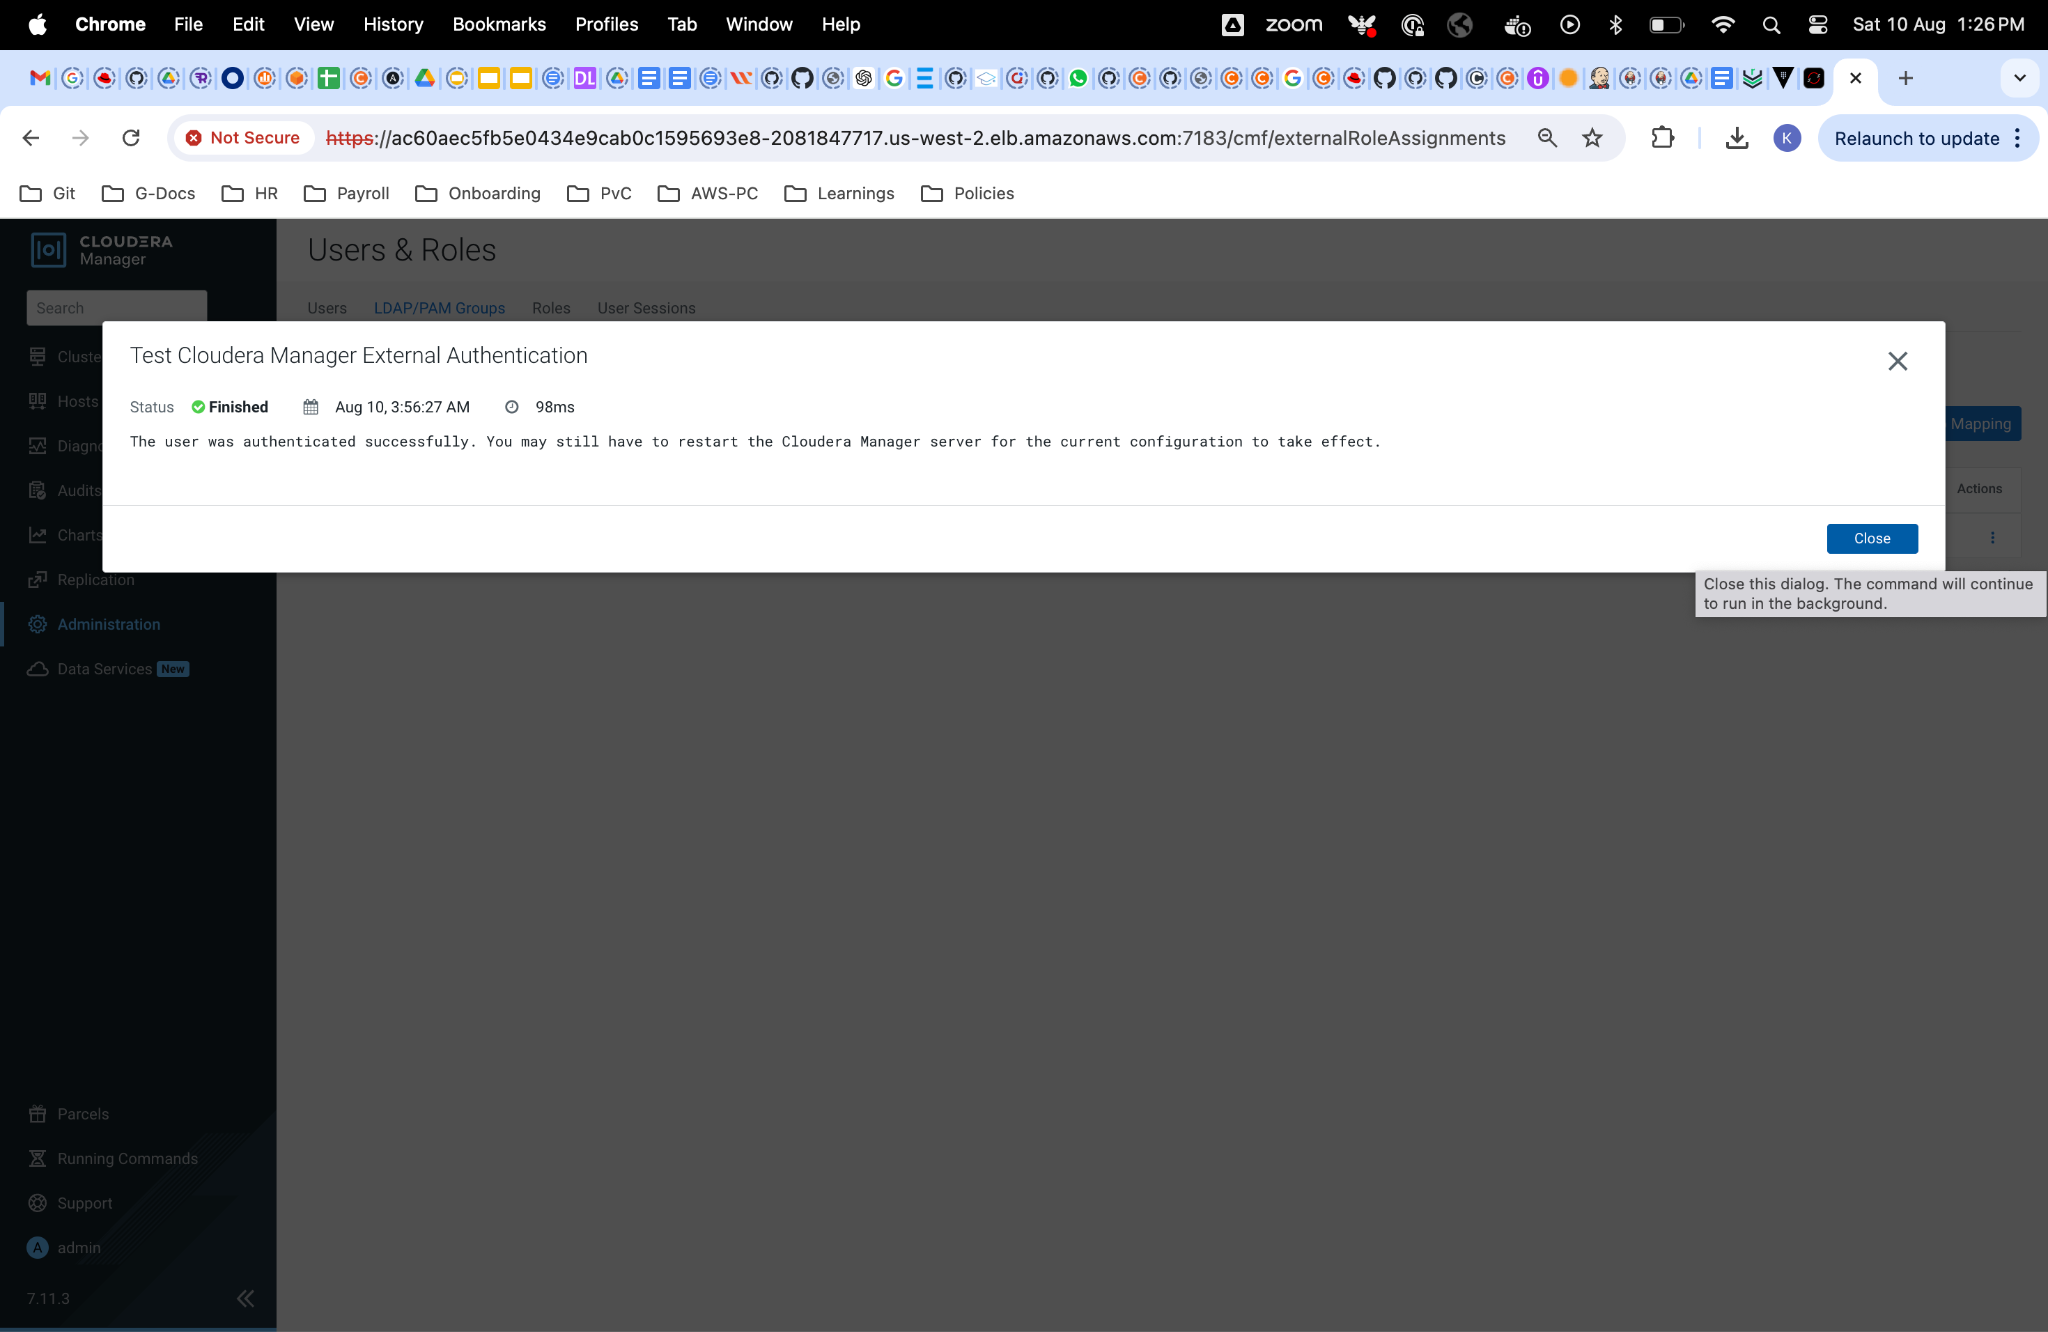 Chrome File Edit View History Bookmarks Profiles Tab Window Help zoom Sat 10 Aug 1:26 PM
Not Secure https://ac60aec5fb5e0434e9cab0c1595693e8-2081847717.us-west-2.elb.amazonaws.com:7183/cmf/externalRoleAssignments K Relaunch to update
Git G-Docs HR Payroll Onboarding PvC AWS-PC Learnings Policies
CLOUDERA
Manager
Users & Roles
Search
Users LDAP/PAM Groups Roles User Sessions
Test Cloudera Manager External Authentication
Status Finished Aug 10, 3:56:27 AM 98ms
The user was authenticated successfully. You may still have to restart the Cloudera Manager server for the current configuration to take effect.
Close
Close this dialog. The command will continue
to run in the background.
Mapping
Actions
Cluste
Hosts
Diagn
Audits
Charts
Replication
Administration
Data Services New
Parcels
Running Commands
Support
A admin
7.11.3